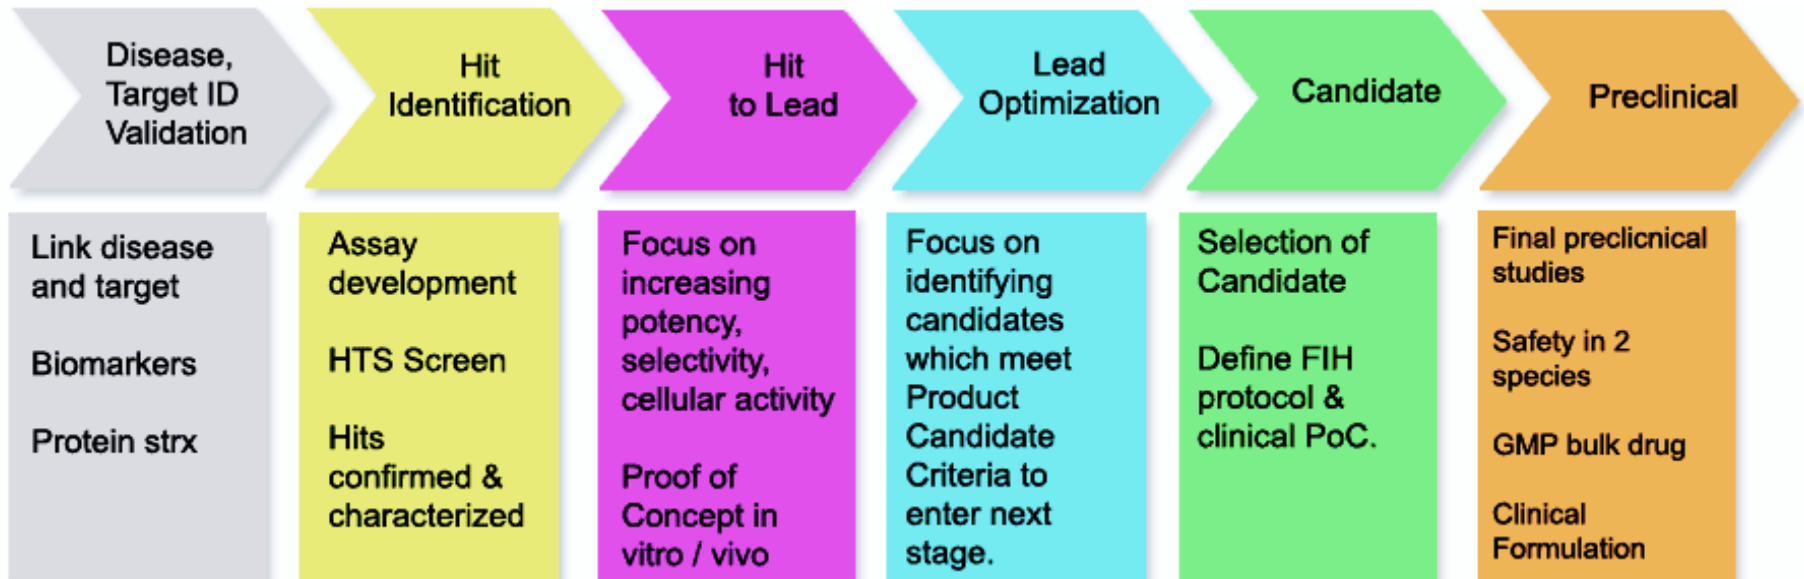 Disease,
Target ID
Validation
Hit
Identification
Hit
to Lead
Lead
Optimization
Candidate
Preclinical
Link disease
and target
Biomarkers
Protein strx
Assay
development
HTS Screen
Hits
confirmed &
characterized
Focus on
increasing
potency,
selectivity,
cellular activity
Proof of
Concept in
vitro / vivo
Focus on
identifying
candidates
which meet
Product
Candidate
Criteria to
enter next
stage.
Selection of
Candidate
Define FIH
protocol &
clinical PoC.
Final preclicnical
studies
Safety in 2
species
GMP bulk drug
Clinical
Formulation